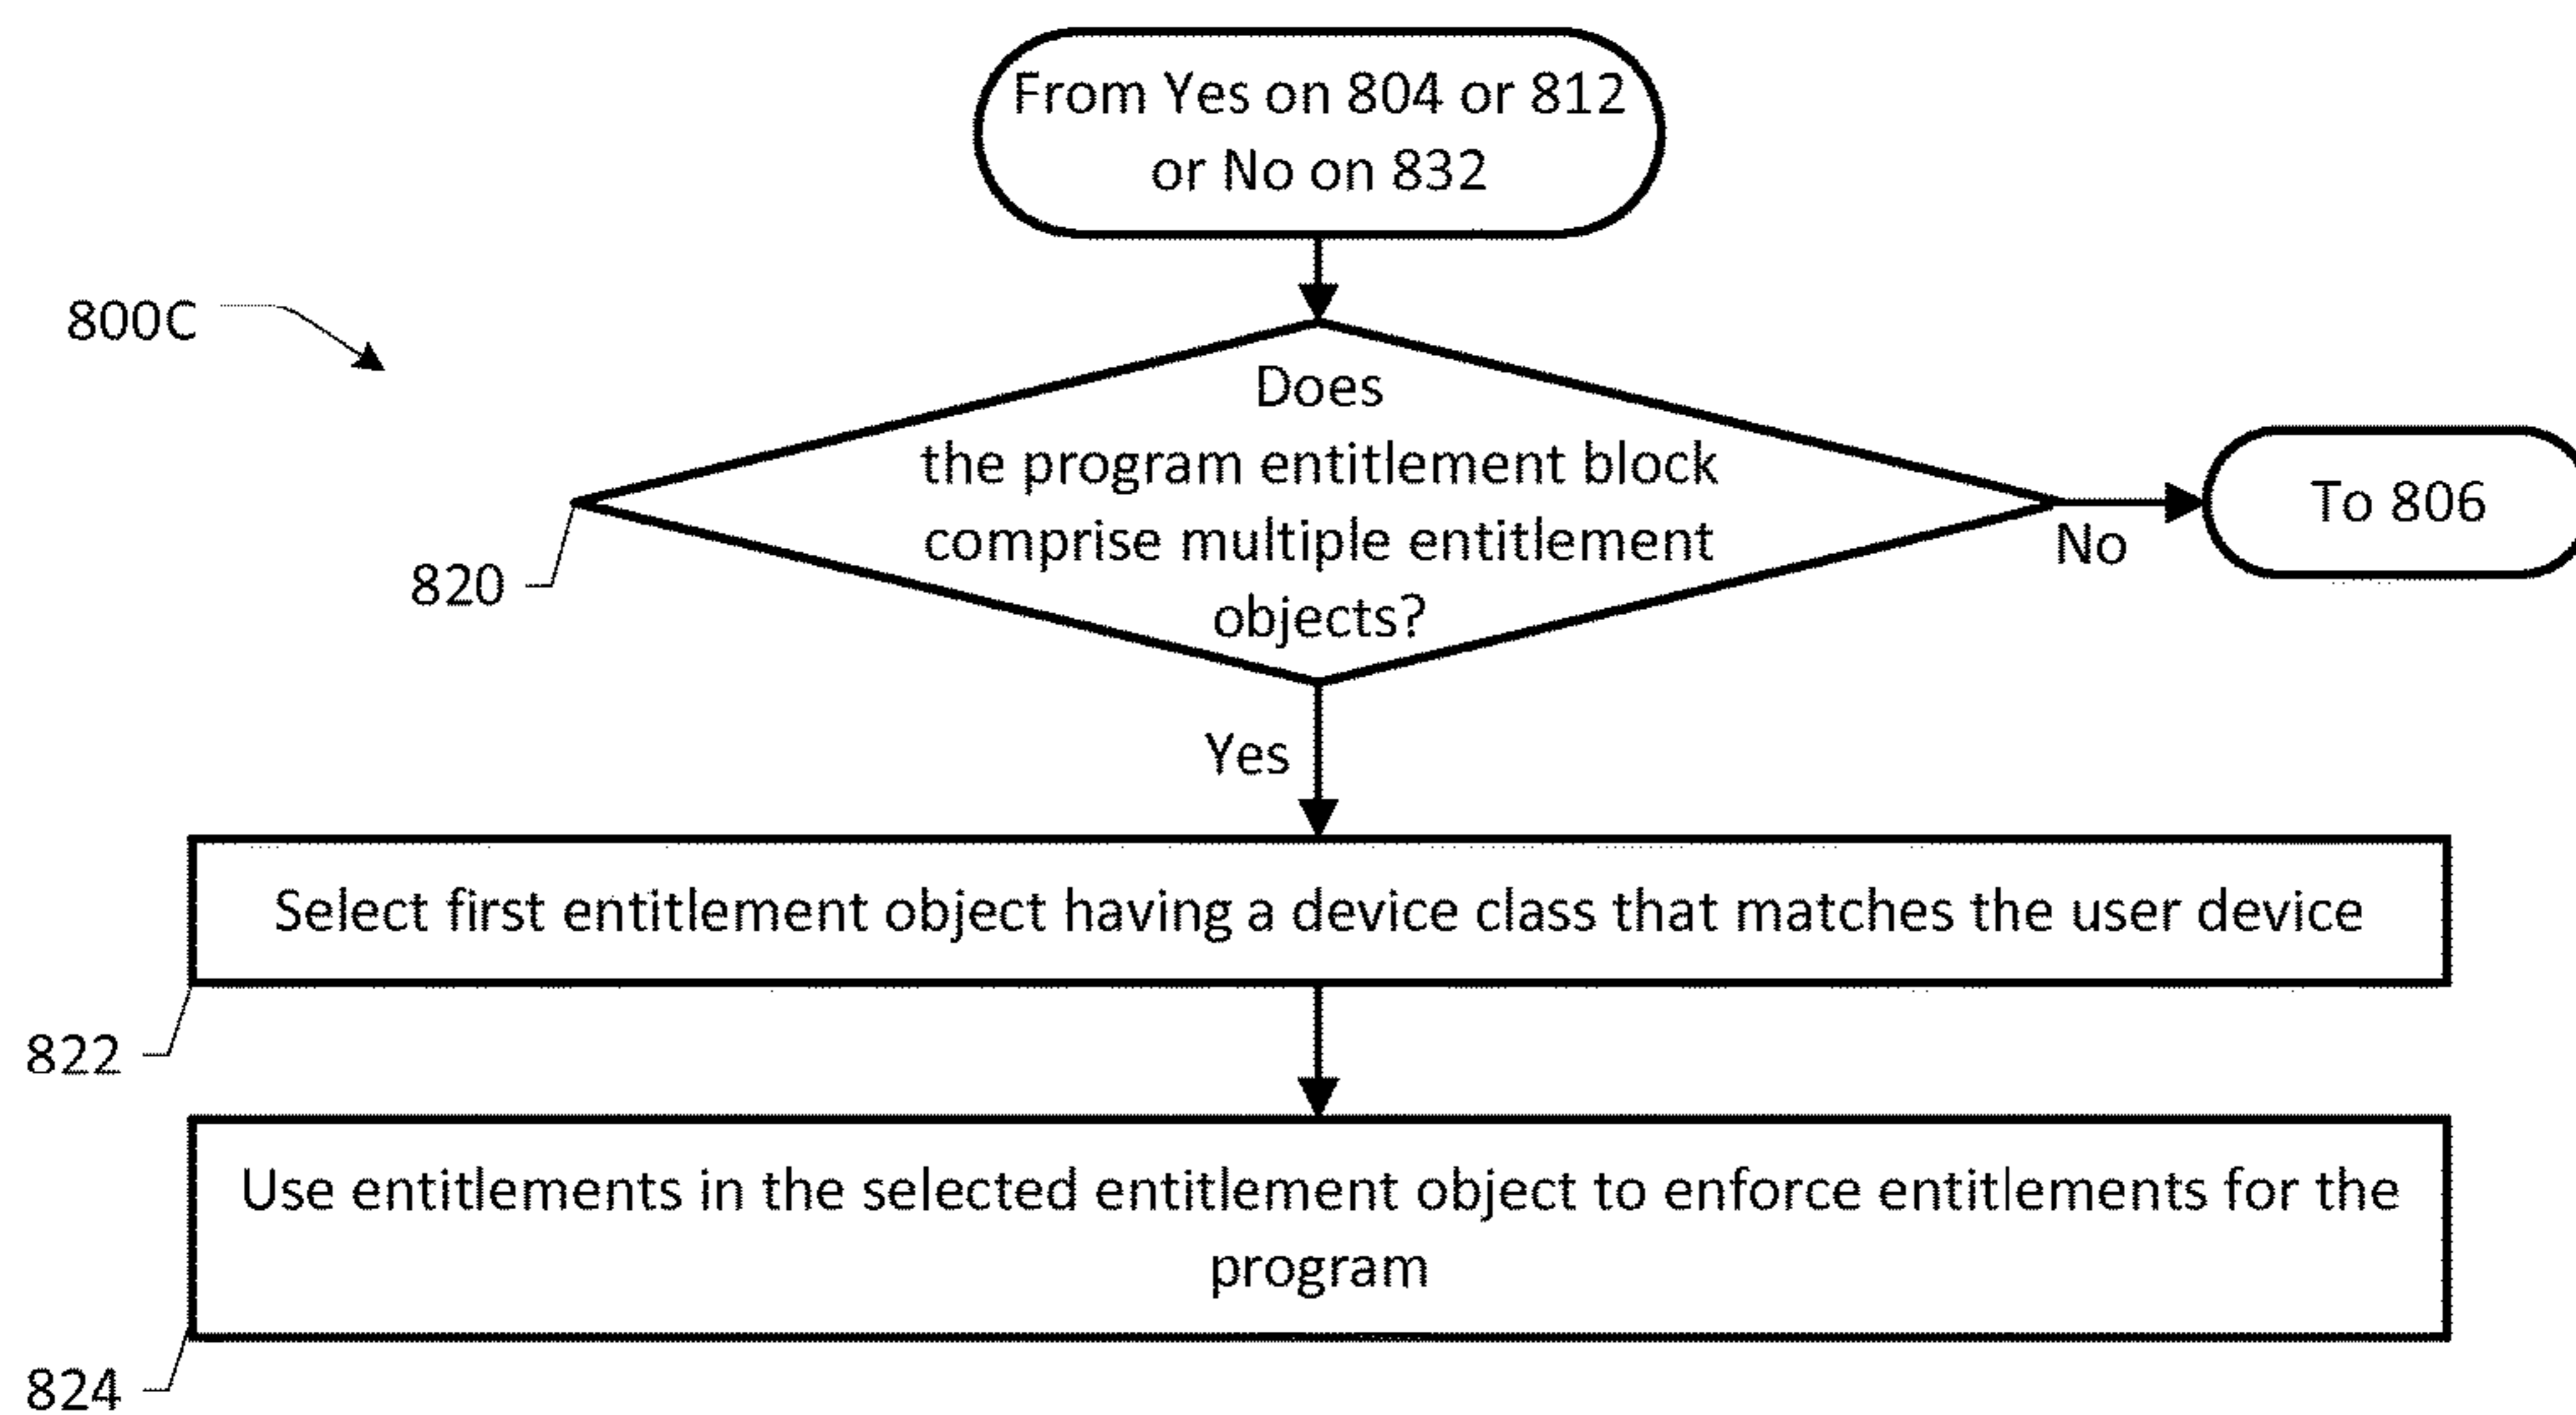 From Yes on 804 or 812
or No on 832
800C
Does
the program entitlement block
comprise multiple entitlement
objects?
To 806
No
820
Yes
Select first entitlement object having a device class that matches the user device
822
Use entitlements in the selected entitlement object to enforce entitlements for the
program
824